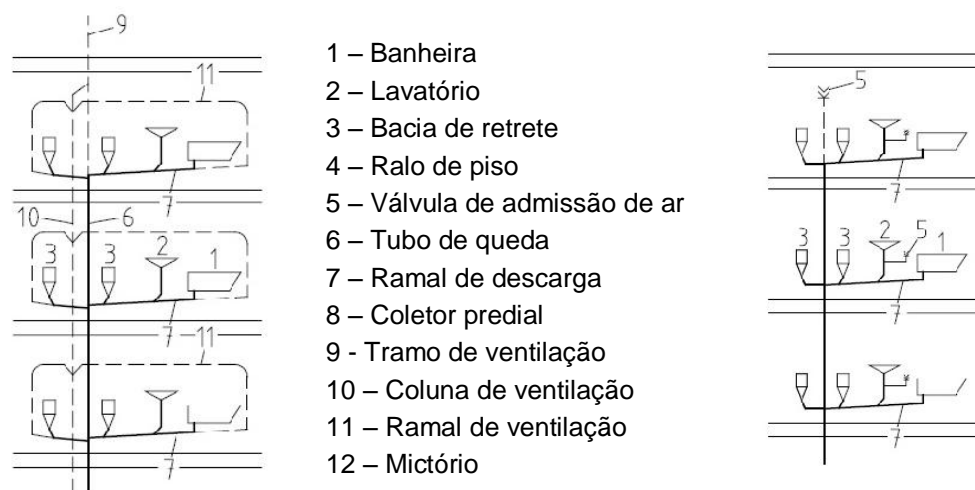 9
11
7
10
6
3
3
2
1
7
11
7
1 – Banheira
2 – Lavatório
3 – Bacia de retrete
4 – Ralo de piso
5 – Válvula de admissão de ar
6 – Tubo de queda
7 – Ramal de descarga
8 – Coletor predial
9 - Tramo de ventilação
10 – Coluna de ventilação
11 – Ramal de ventilação
12 – Mictório
5
7
3
3
2
5
1
7
7